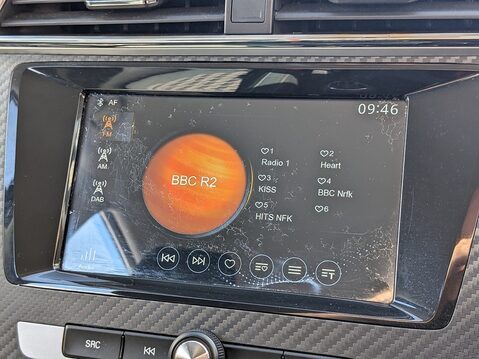 AF
09:46
FM
AM
DAB
BBC R2
1
Radio 1
2
Heart
3
KISS
4
BBC Nrfk
5
HITS NFK
6
SRC